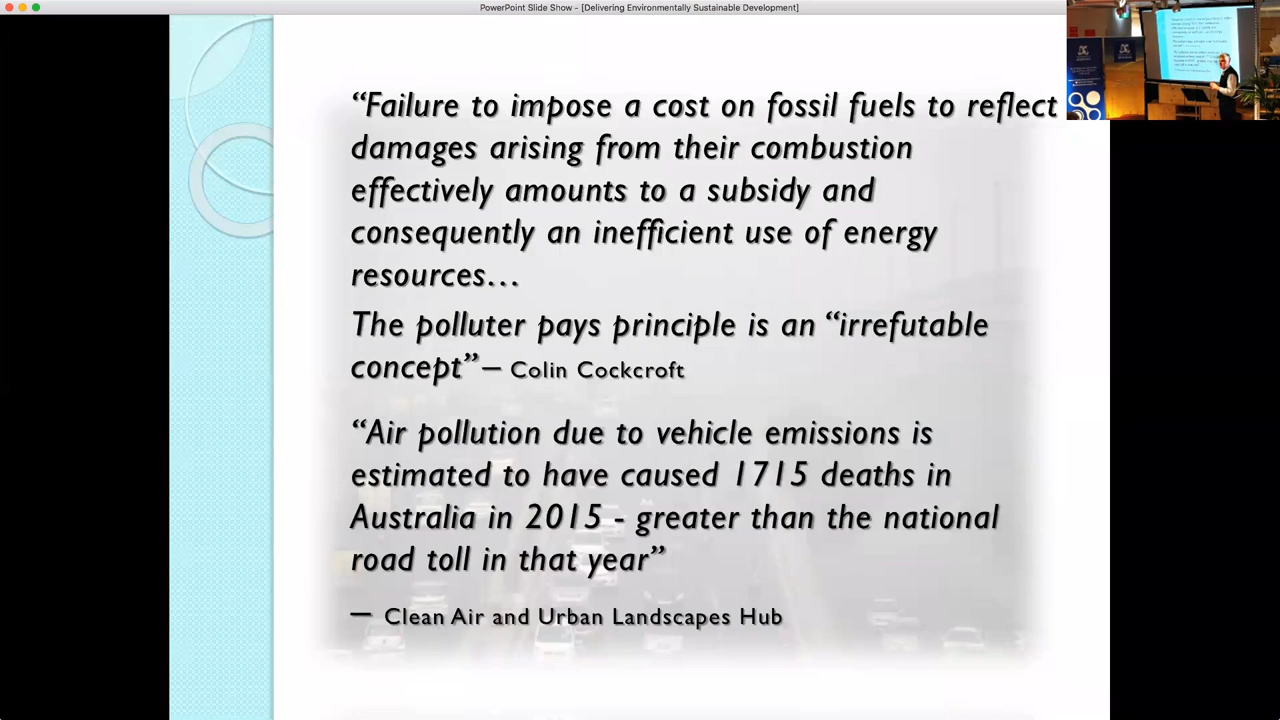 PowerPoint Slide Show - [Delivering Environmentally Sustainable Development]
“Failure to impose a cost on fossil fuels to reflect
damages arising from their combustion
effectively amounts to a subsidy and
consequently an inefficient use of energy
resources…
The polluter pays principle is an “irrefutable
concept” – Colin Cockcroft
“Air pollution due to vehicle emissions is
estimated to have caused 1715 deaths in
Australia in 2015 - greater than the national
road toll in that year”
– Clean Air and Urban Landscapes Hub